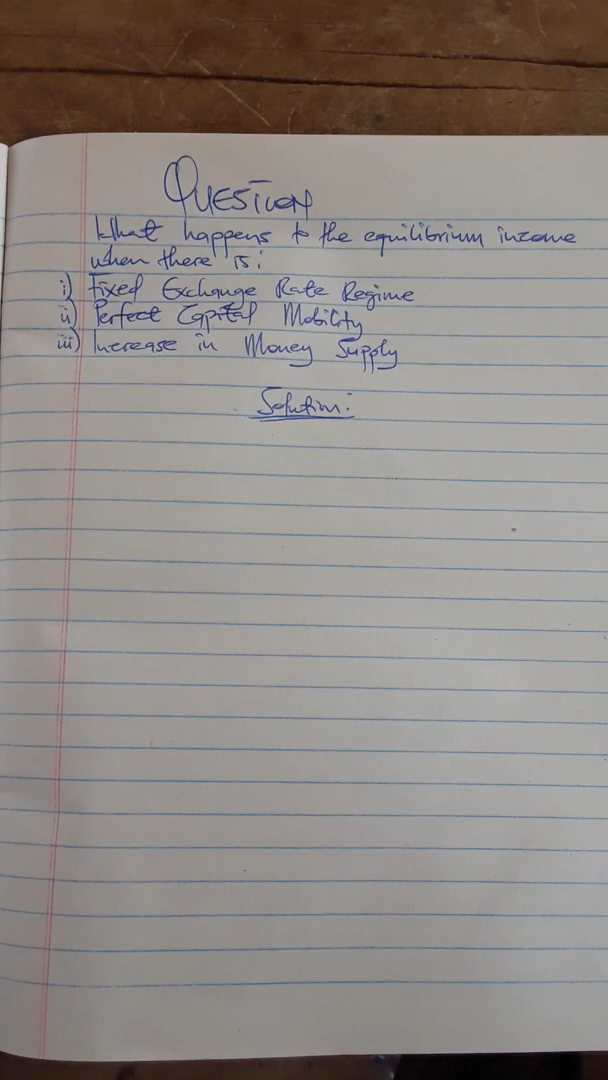 QUESTION
What happens to the equilibrium income
when there is:
i) Fixed Exchange Rate Regime
ii) Perfect Capital Mobility
iii) Increase in Money Supply
Solution: